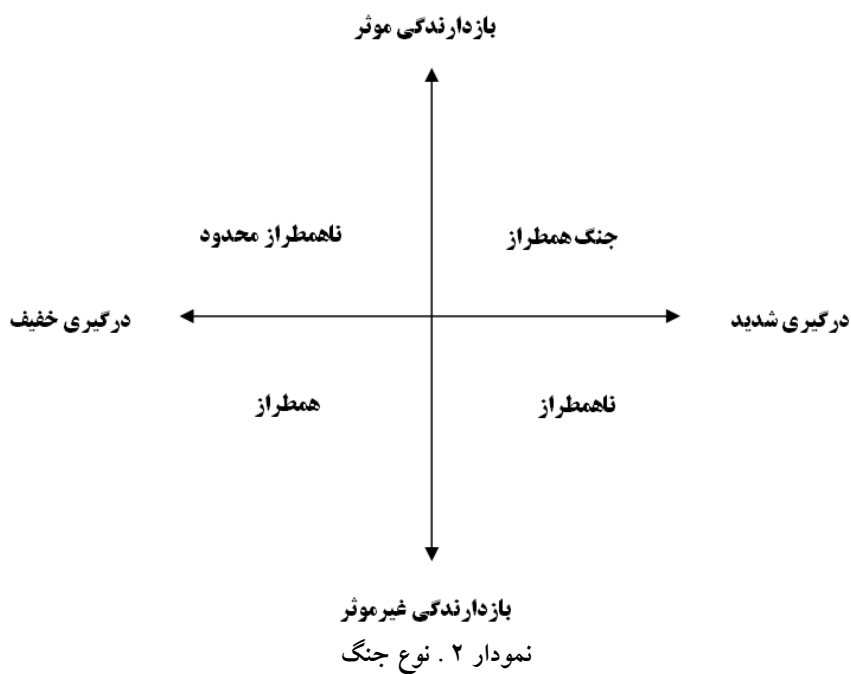 بازدارندگی موثر
جنگ همطراز
ناهمطراز محدود
درگیری شدید
درگیری خفیف
ناهمطراز
همطراز
بازدارندگی غیرموثر
نمودار ۲ . نوع جنگ